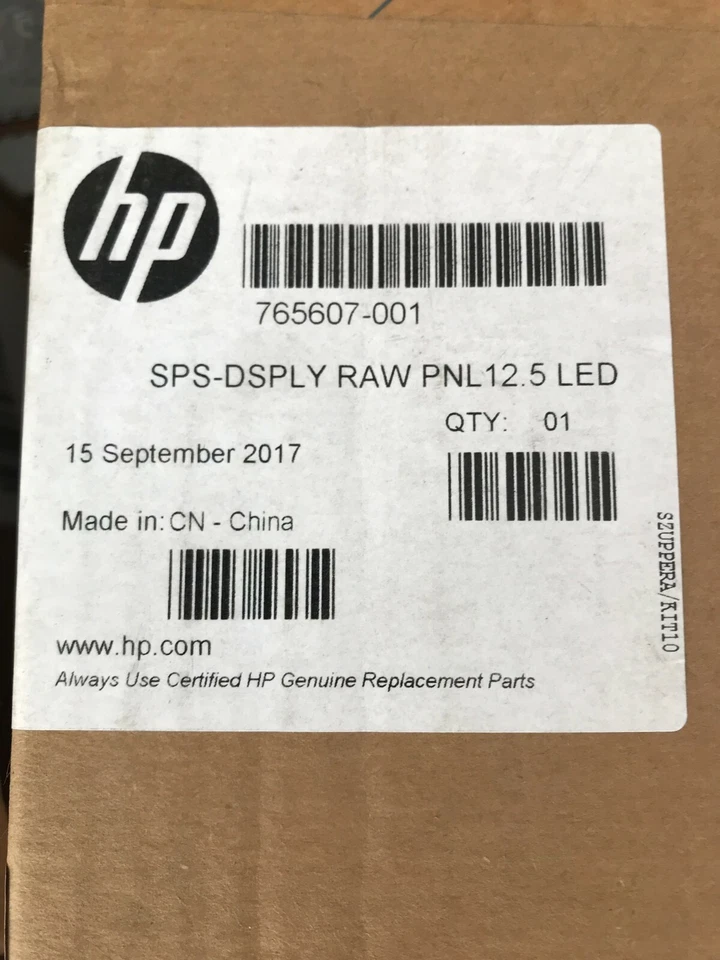 hp
765607-001
SPS-DSPLY RAW PNL12.5 LED
QTY: 01
15 September 2017
Made in: CN - China
www.hp.com
Always Use Certified HP Genuine Replacement Parts
SZUPPERA/KIT10